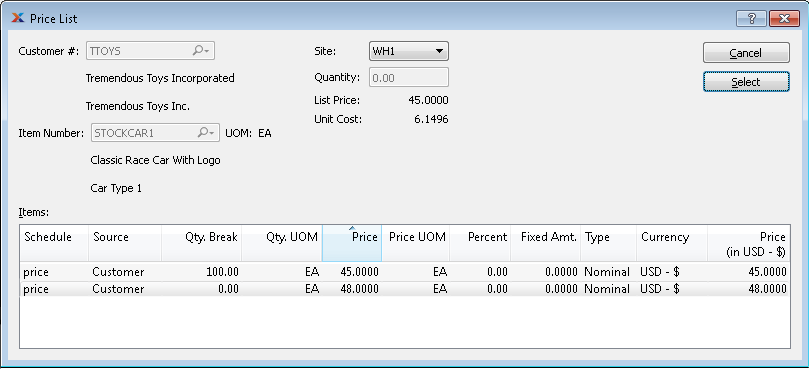 Price List
Customer #: TTOYS Site: WH1 Cancel
Tremendous Toys Incorporated Quantity: 0.00 Select
Tremendous Toys Inc. List Price: 45.0000
Unit Cost: 6.1496
Item Number: STOCKCAR1 UOM: EA
Classic Race Car With Logo
Car Type 1
Items:
Schedule Source Qty. Break Qty. UOM Price Price UOM Percent Fixed Amt. Type Currency Price
(in USD - $)
price Customer 100.00 EA 45.0000 EA 0.00 0.0000 Nominal USD - $ 45.0000
price Customer 0.00 EA 48.0000 EA 0.00 0.0000 Nominal USD - $ 48.0000